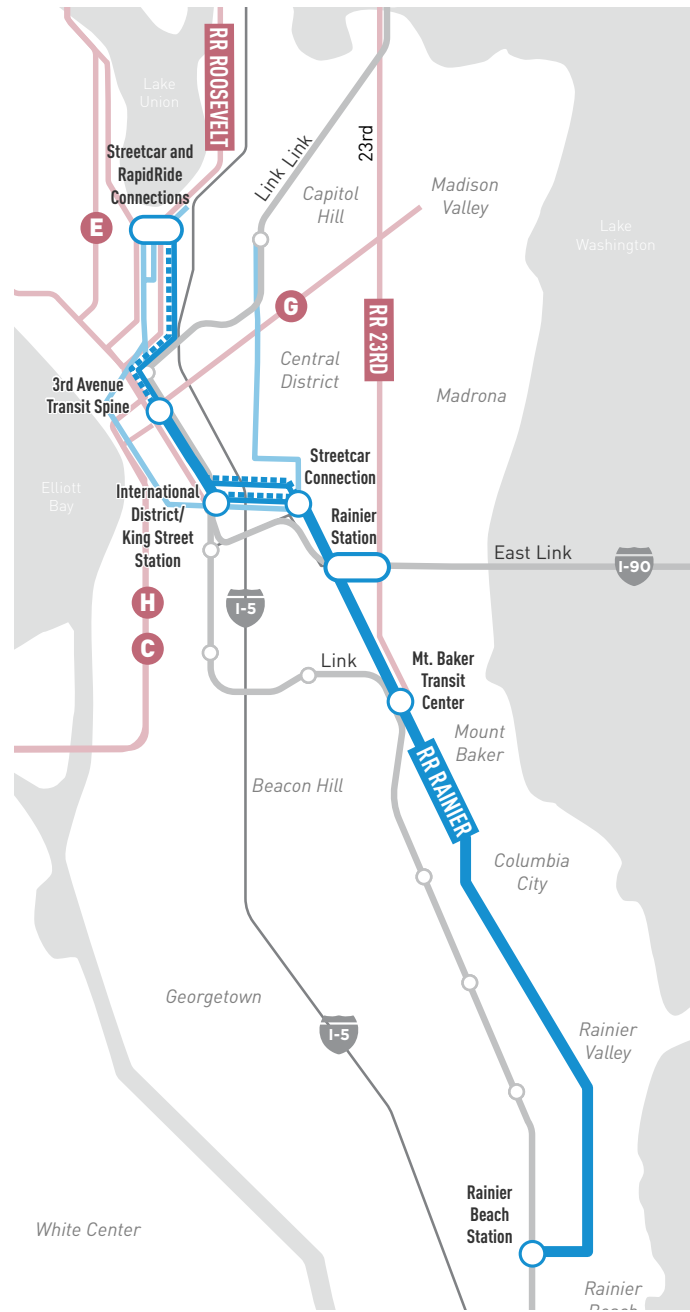 RR ROOSEVELT
Lake
Union
Streetcar and
RapidRide
Connections
23rd
Link Link
Capitol
Hill
Madison
Valley
Lake
Washington
E
G
RR 23RD
Central
District
Madrona
3rd Avenue
Transit Spine
Streetcar
Connection
Elliott
Bay
International
District/
King Street
Station
Rainier
Station
East Link
I-90
H
I-5
C
Link
Mt. Baker
Transit
Center
Mount
Baker
RR RAINIER
Beacon Hill
Columbia
City
Georgetown
I-5
Rainier
Valley
Rainier
Beach
Station
White Center
Rainier
Beach